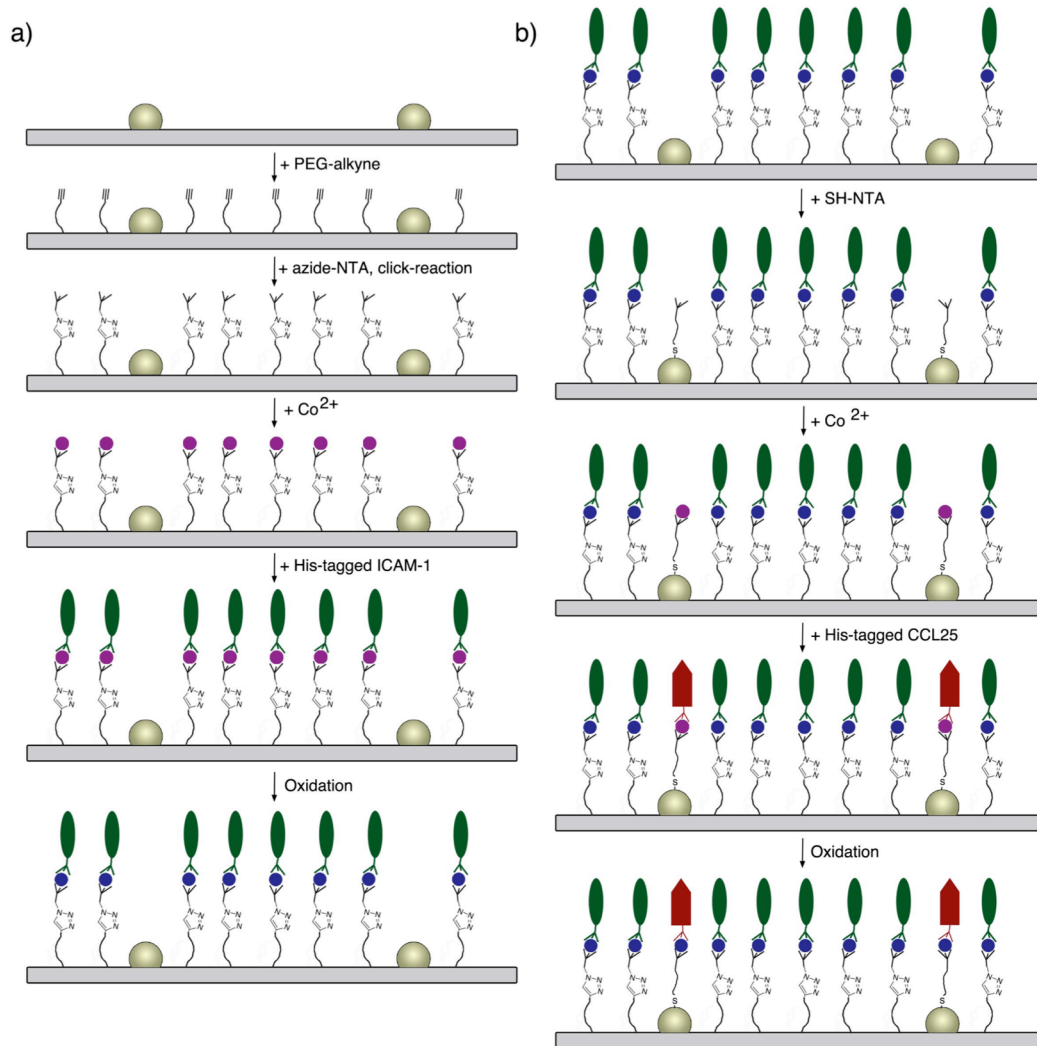 a)
+ PEG-alkyne
+ azide-NTA, click-reaction
N N N N N N N N
N N N N N N N N
N N N N N N N N
+ Co2+
N N N N N N N N
N N N N N N N N
N N N N N N N N
+ His-tagged ICAM-1
N N N N N N N N
N N N N N N N N
N N N N N N N N
Oxidation
N N N N N N N N
N N N N N N N N
N N N N N N N N
b)
N N N N N N N N
N N N N N N N N
N N N N N N N N
+ SH-NTA
N N N N N N N N
N N N N N N N N
N N N N N N N N
S S
+ Co 2+
N N N N N N N N
N N N N N N N N
N N N N N N N N
S S
+ His-tagged CCL25
N N N N N N N N
N N N N N N N N
N N N N N N N N
S S
Oxidation
N N N N N N N N
N N N N N N N N
N N N N N N N N
S S